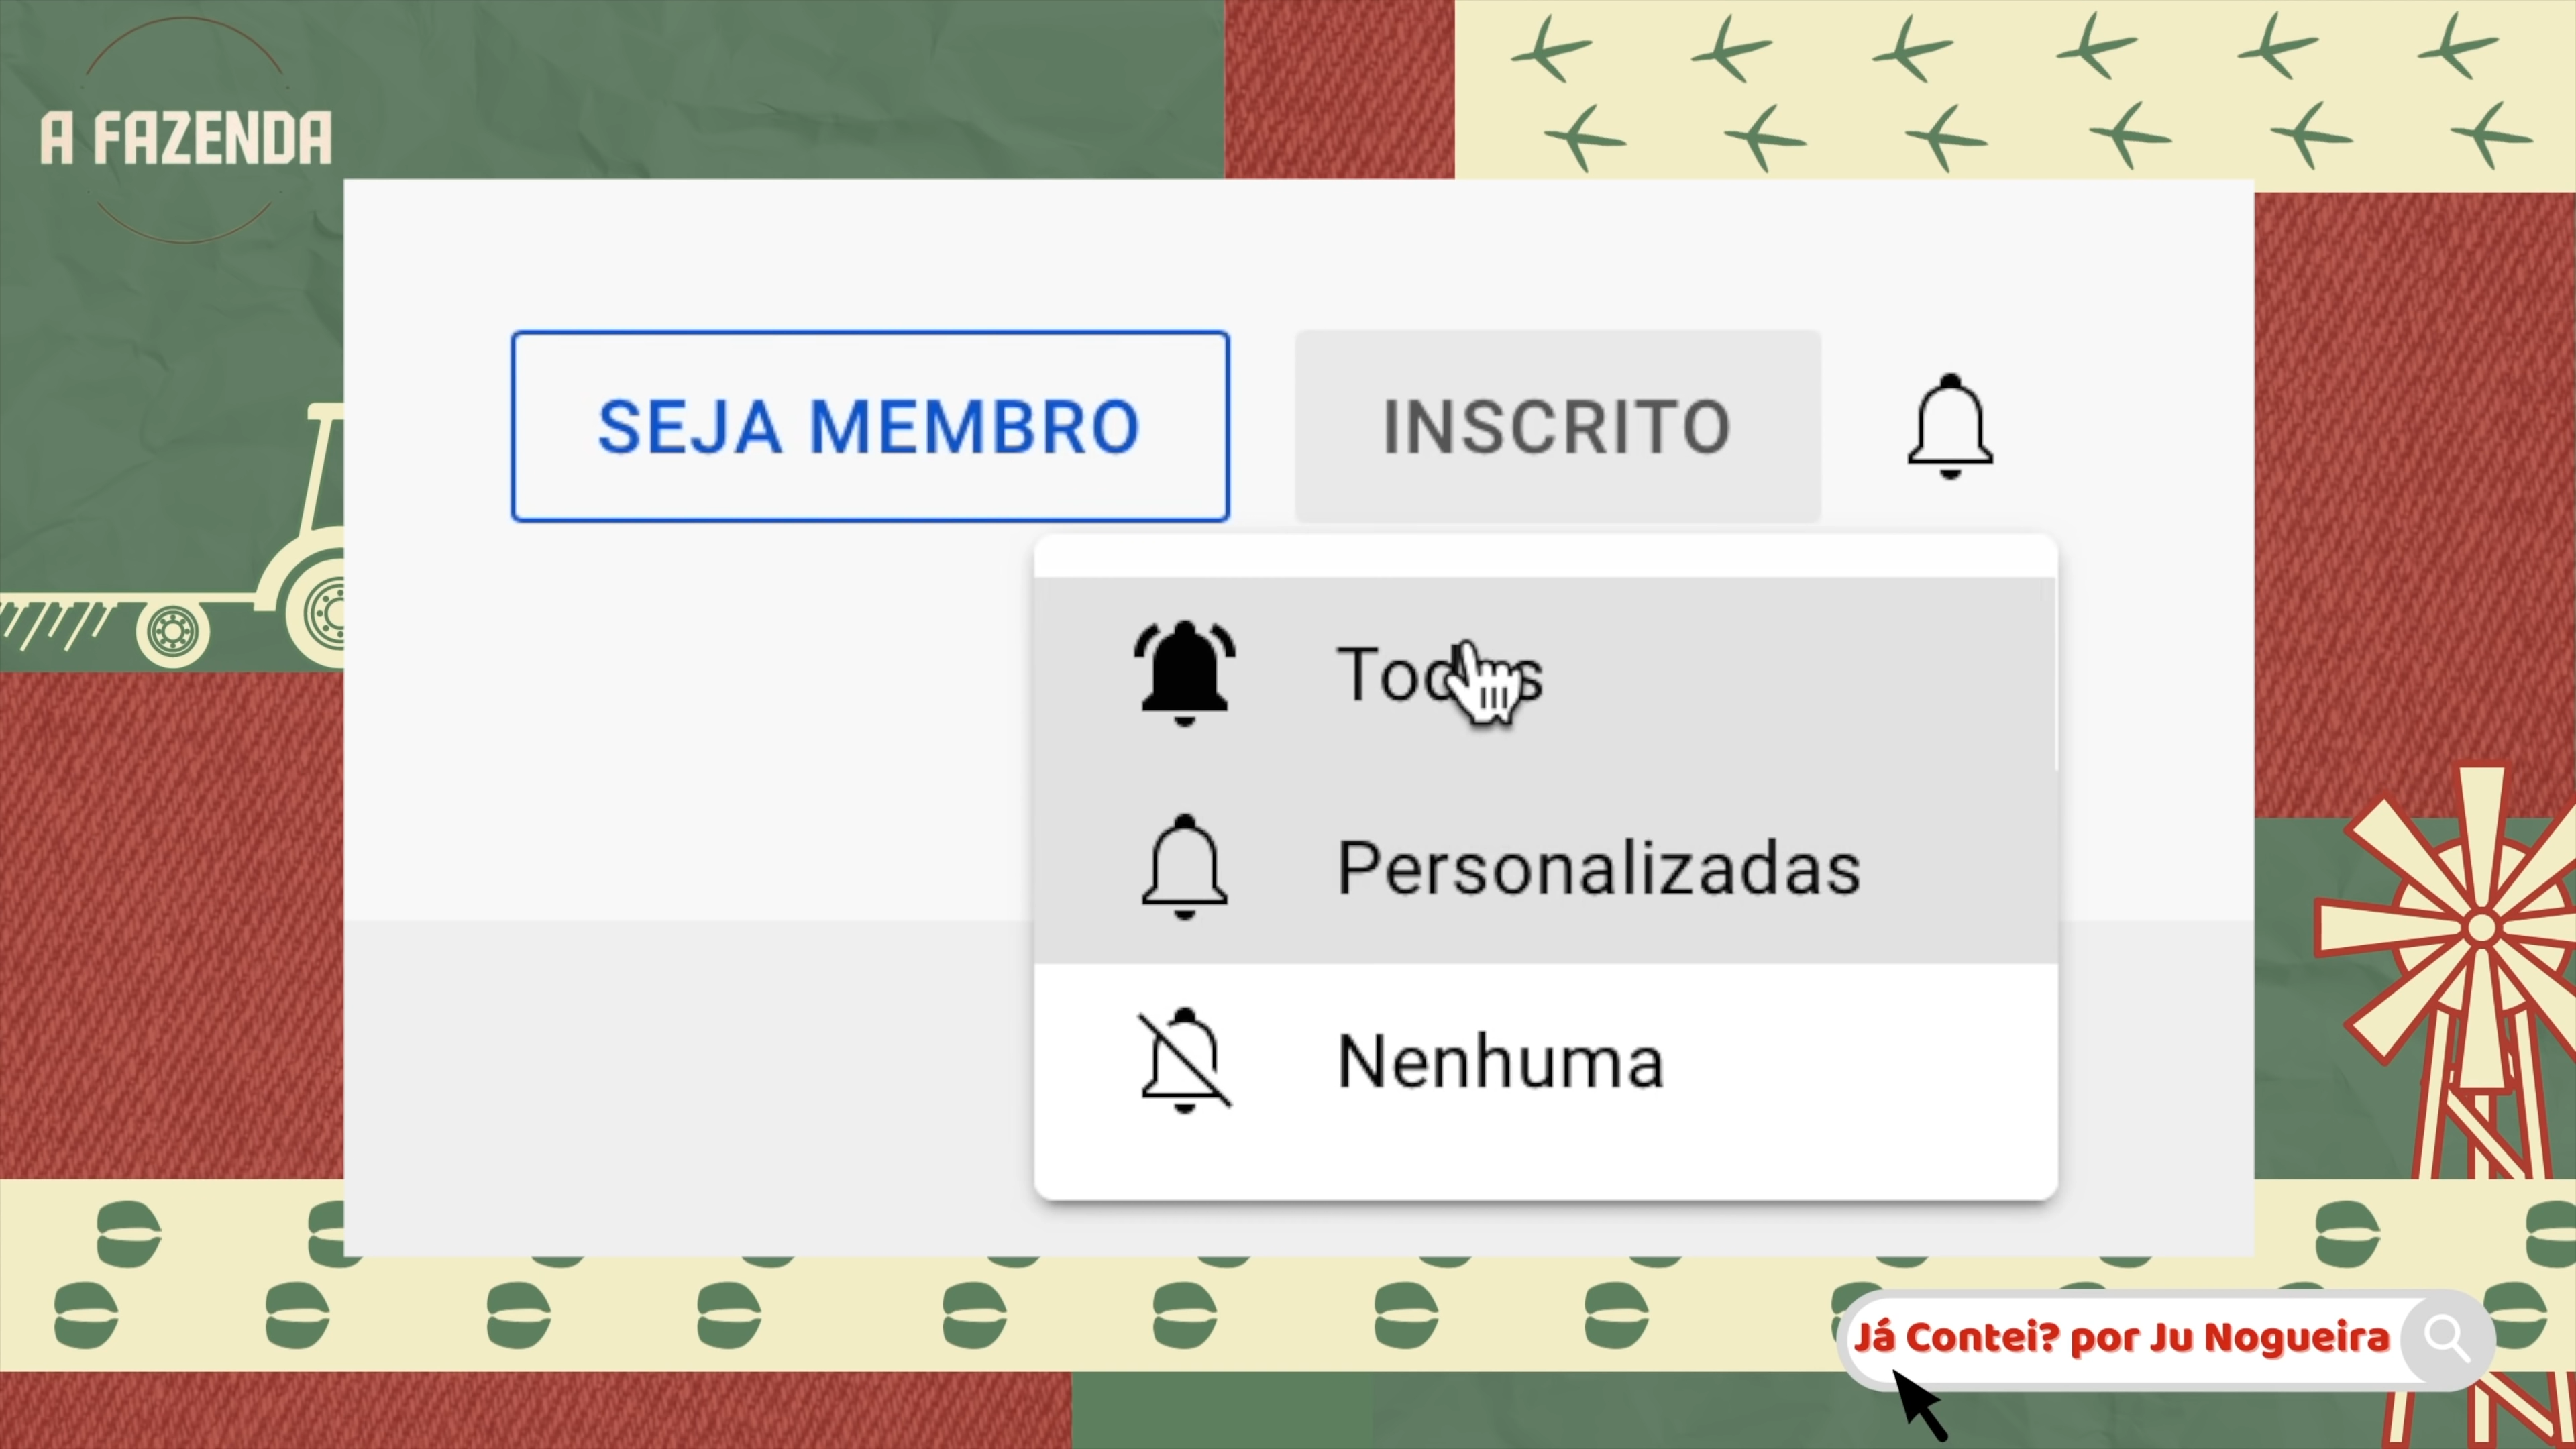 A FAZENDA
SEJA MEMBRO
INSCRITO
Personalizadas
Nenhuma
Já Contei? por Ju Nogueira